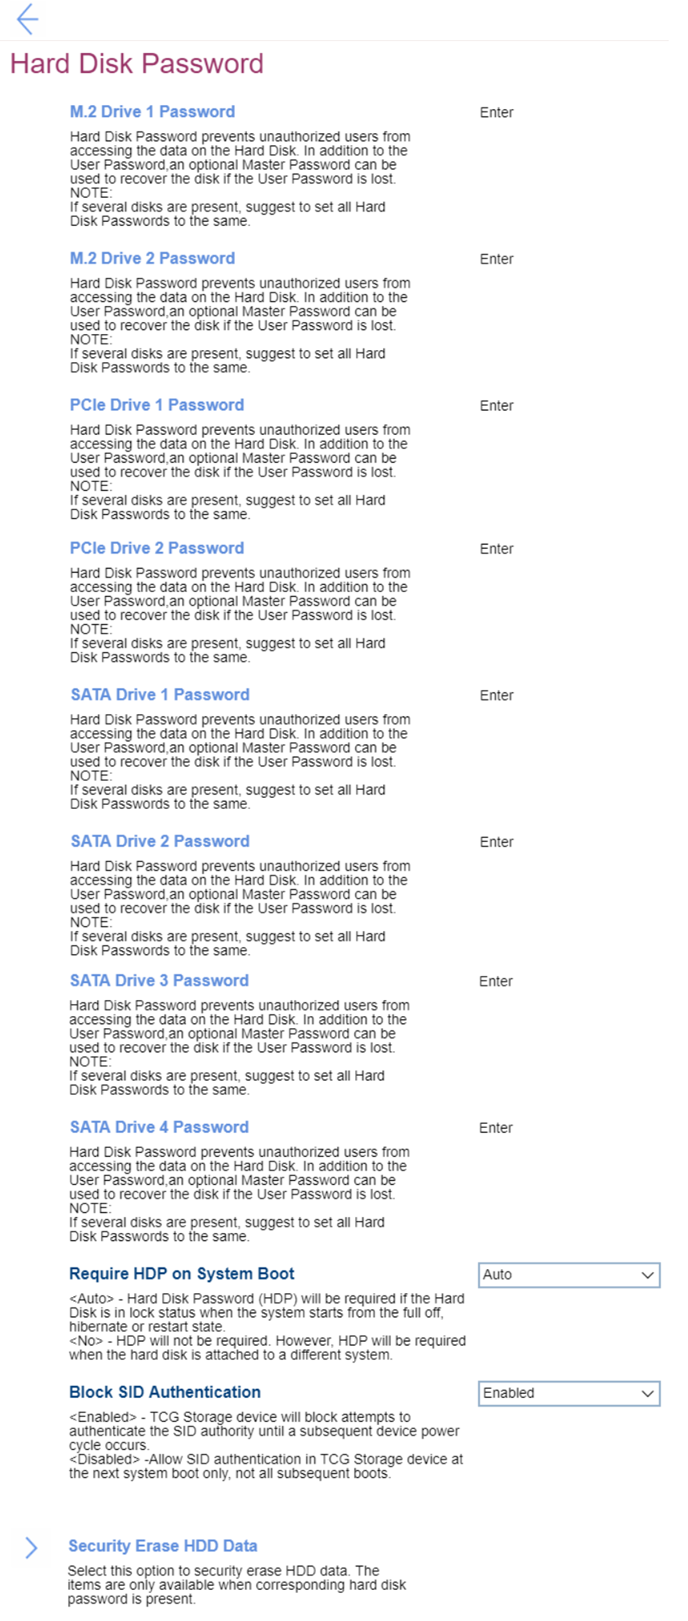 Hard Disk Password
M.2 Drive 1 Password Enter
Hard Disk Password prevents unauthorized users from
accessing the data on the Hard Disk. In addition to the
User Password,an optional Master Password can be
used to recover the disk if the User Password is lost.
NOTE:
If several disks are present, suggest to set all Hard
Disk Passwords to the same.
M.2 Drive 2 Password Enter
Hard Disk Password prevents unauthorized users from
accessing the data on the Hard Disk. In addition to the
User Password,an optional Master Password can be
used to recover the disk if the User Password is lost.
NOTE:
If several disks are present, suggest to set all Hard
Disk Passwords to the same.
PCIe Drive 1 Password Enter
Hard Disk Password prevents unauthorized users from
accessing the data on the Hard Disk. In addition to the
User Password,an optional Master Password can be
used to recover the disk if the User Password is lost.
NOTE:
If several disks are present, suggest to set all Hard
Disk Passwords to the same.
PCIe Drive 2 Password Enter
Hard Disk Password prevents unauthorized users from
accessing the data on the Hard Disk. In addition to the
User Password,an optional Master Password can be
used to recover the disk if the User Password is lost.
NOTE:
If several disks are present, suggest to set all Hard
Disk Passwords to the same.
SATA Drive 1 Password Enter
Hard Disk Password prevents unauthorized users from
accessing the data on the Hard Disk. In addition to the
User Password,an optional Master Password can be
used to recover the disk if the User Password is lost.
NOTE:
If several disks are present, suggest to set all Hard
Disk Passwords to the same.
SATA Drive 2 Password Enter
Hard Disk Password prevents unauthorized users from
accessing the data on the Hard Disk. In addition to the
User Password,an optional Master Password can be
used to recover the disk if the User Password is lost.
NOTE:
If several disks are present, suggest to set all Hard
Disk Passwords to the same.
SATA Drive 3 Password Enter
Hard Disk Password prevents unauthorized users from
accessing the data on the Hard Disk. In addition to the
User Password,an optional Master Password can be
used to recover the disk if the User Password is lost.
NOTE:
If several disks are present, suggest to set all Hard
Disk Passwords to the same.
SATA Drive 4 Password Enter
Hard Disk Password prevents unauthorized users from
accessing the data on the Hard Disk. In addition to the
User Password,an optional Master Password can be
used to recover the disk if the User Password is lost.
NOTE:
If several disks are present, suggest to set all Hard
Disk Passwords to the same.
Require HDP on System Boot Auto
<Auto> - Hard Disk Password (HDP) will be required if the Hard
Disk is in lock status when the system starts from the full off,
hibernate or restart state.
<No> - HDP will not be required. However, HDP will be required
when the hard disk is attached to a different system.
Block SID Authentication Enabled
<Enabled> - TCG Storage device will block attempts to
authenticate the SID authority until a subsequent device power
cycle occurs.
<Disabled> -Allow SID authentication in TCG Storage device at
the next system boot only, not all subsequent boots.
Security Erase HDD Data
Select this option to security erase HDD data. The
items are only available when corresponding hard disk
password is present.